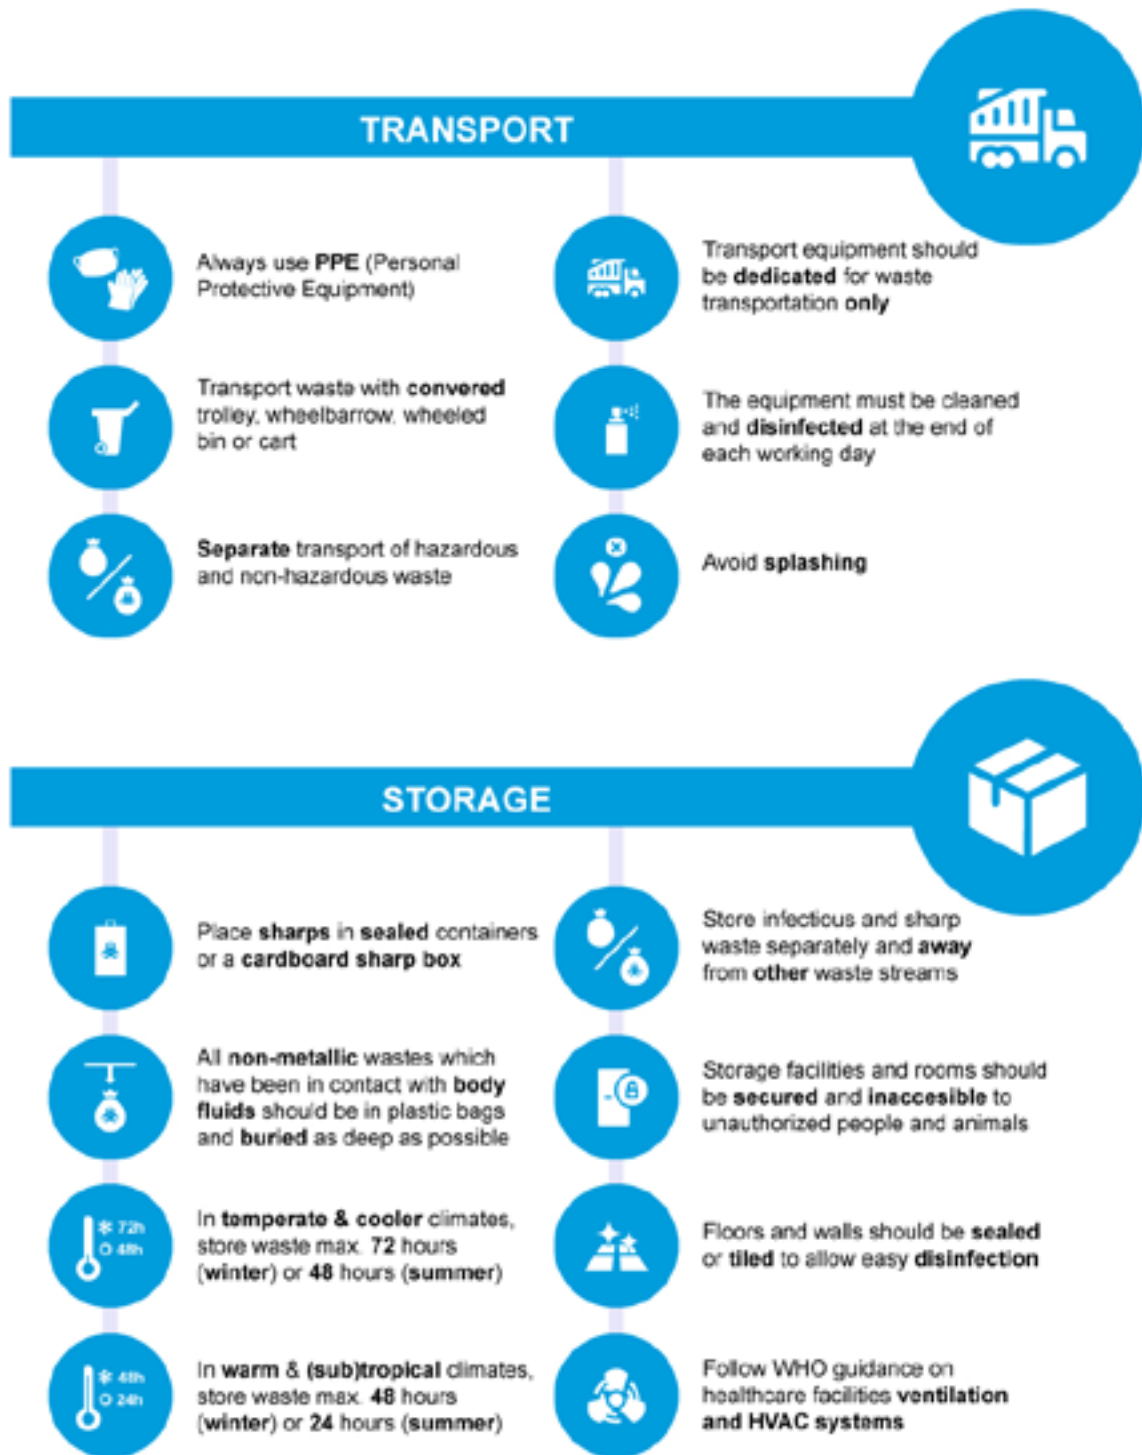 TRANSPORT
Always use PPE (Personal
Protective Equipment)
Transport waste with convered
trolley, wheelbarrow, wheeled
bin or cart
Separate transport of hazardous
and non-hazardous waste
Transport equipment should
be dedicated for waste
transportation only
The equipment must be cleaned
and disinfected at the end of
each working day
Avoid splashing
STORAGE
Place sharps in sealed containers
or a cardboard sharp box
All non-metallic wastes which
have been in contact with body
fluids should be in plastic bags
and buried as deep as possible
72h
48h
In temperate & cooler climates,
store waste max. 72 hours
(winter) or 48 hours (summer)
48h
24h
In warm & (sub)tropical climates,
store waste max. 48 hours
(winter) or 24 hours (summer)
Store infecticus and sharp
waste separately and away
from other waste streams
Storage facilities and rooms should
be secured and inaccesible to
unauthorized people and animals
Floors and walls should be sealed
or tiled to allow easy disinfection
Follow WHO guidance on
healthcare facilities ventilation
and HVAC systems